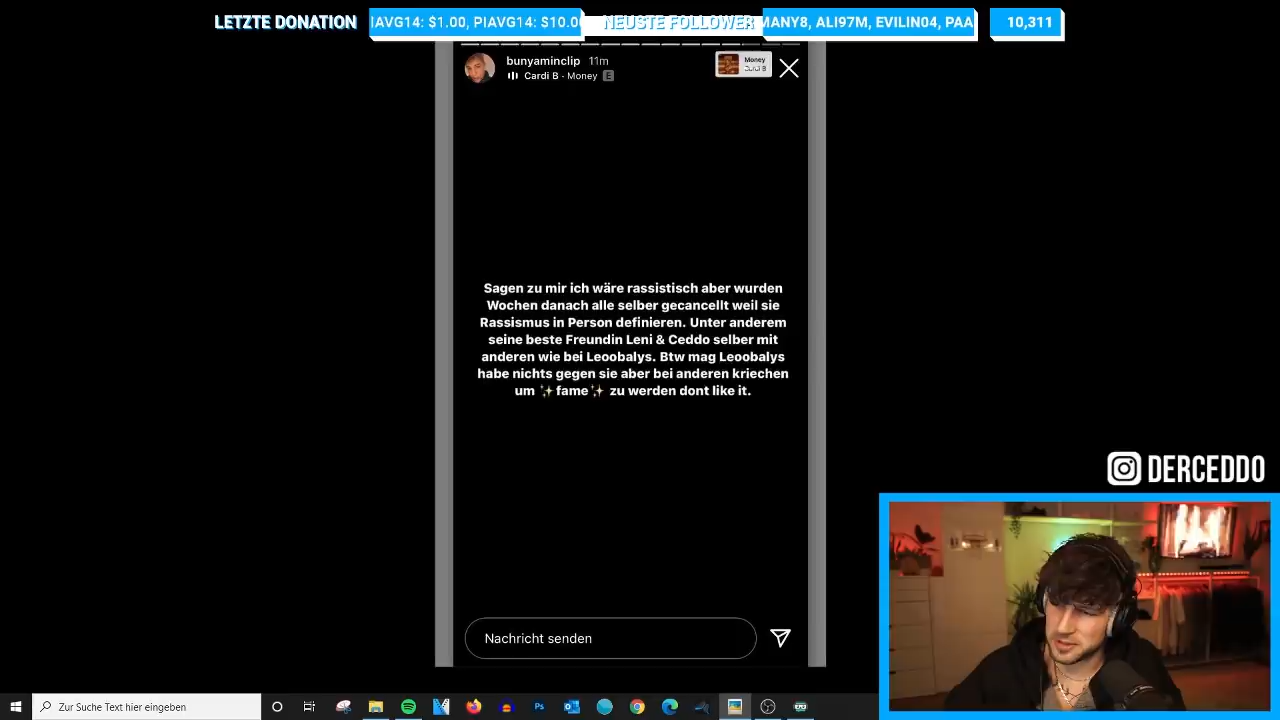 LETZTE DONATION
IAVG14: $1.00, PIAVG14: $10.0
NEUSTE FOLLOWER
MANY8, ALI97M, EVILIN04, PAA
10,311
bunyaminclip 11m
Cardi B · Money E
Money
Cardi B
Sagen zu mir ich wäre rassistisch aber wurden
Wochen danach alle selber gecancellt weil sie
Rassismus in Person definieren. Unter anderem
seine beste Freundin Leni & Ceddo selber mit
anderen wie bei Leoobalys. Btw mag Leoobalys
habe nichts gegen sie aber bei anderen kriechen
um ✨fame✨ zu werden dont like it.
Nachricht senden
DERCEDDO
Zur Suche Text hier eingeben
Ps